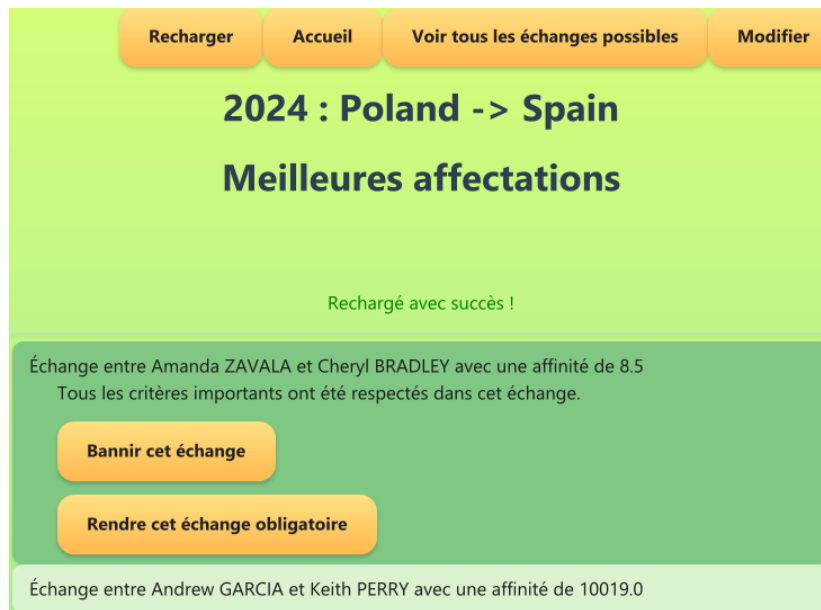 Recharger Accueil Voir tous les échanges possibles Modifier
2024 : Poland -> Spain
Meilleures affectations
Rechargé avec succès !
Échange entre Amanda ZAVALA et Cheryl BRADLEY avec une affinité de 8.5
Tous les critères importants ont été respectés dans cet échange.
Bannir cet échange
Rendre cet échange obligatoire
Échange entre Andrew GARCIA et Keith PERRY avec une affinité de 10019.0